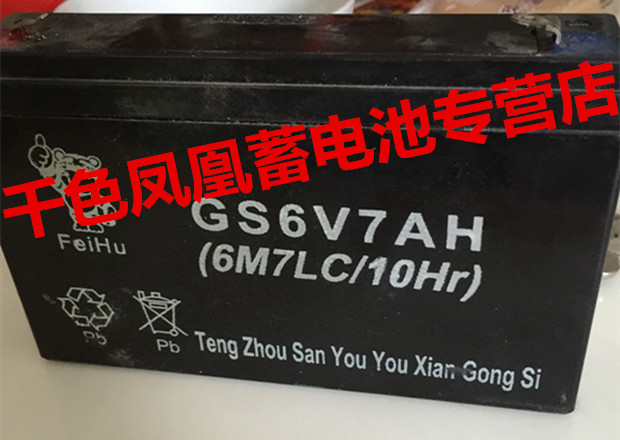 千色凤凰蓄电池专营店
FeiHu
GS6V7AH
(6M7LC/10Hr)
Pb
Pb
Teng Zhou San You You Xian Gong Si